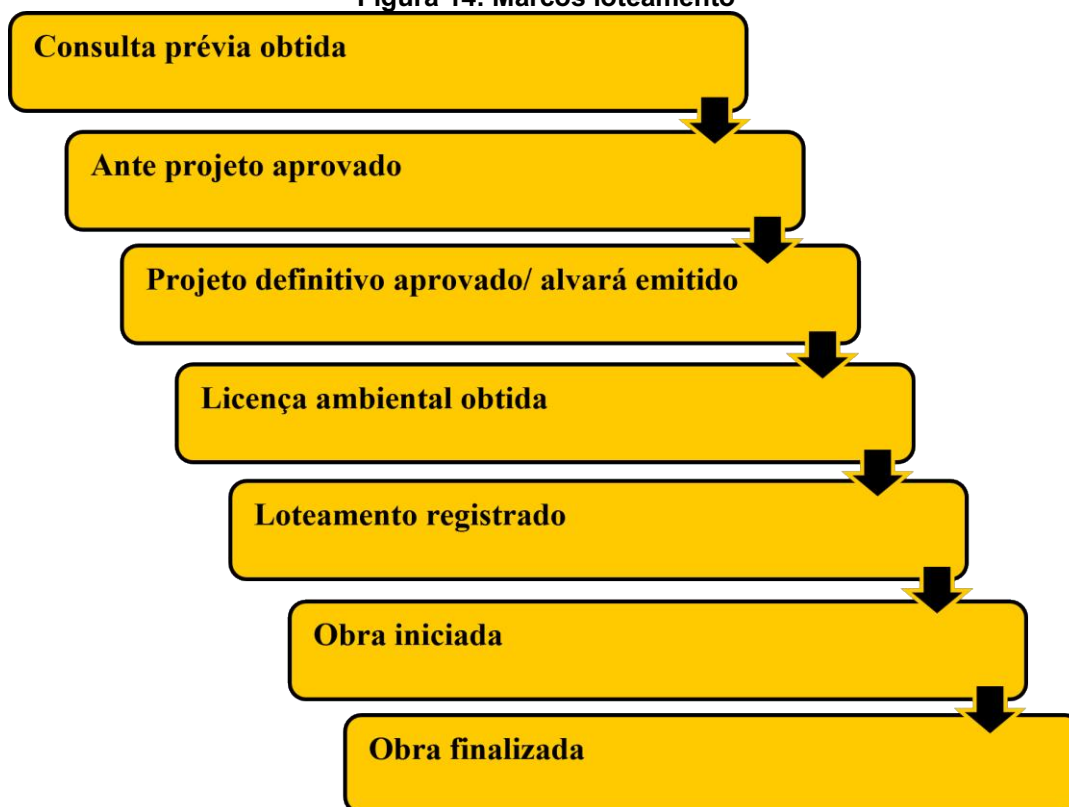 Figura 14: Marcos loteamento
Consulta prévia obtida
Ante projeto aprovado
Projeto definitivo aprovado/ alvará emitido
Licença ambiental obtida
Loteamento registrado
Obra iniciada
Obra finalizada